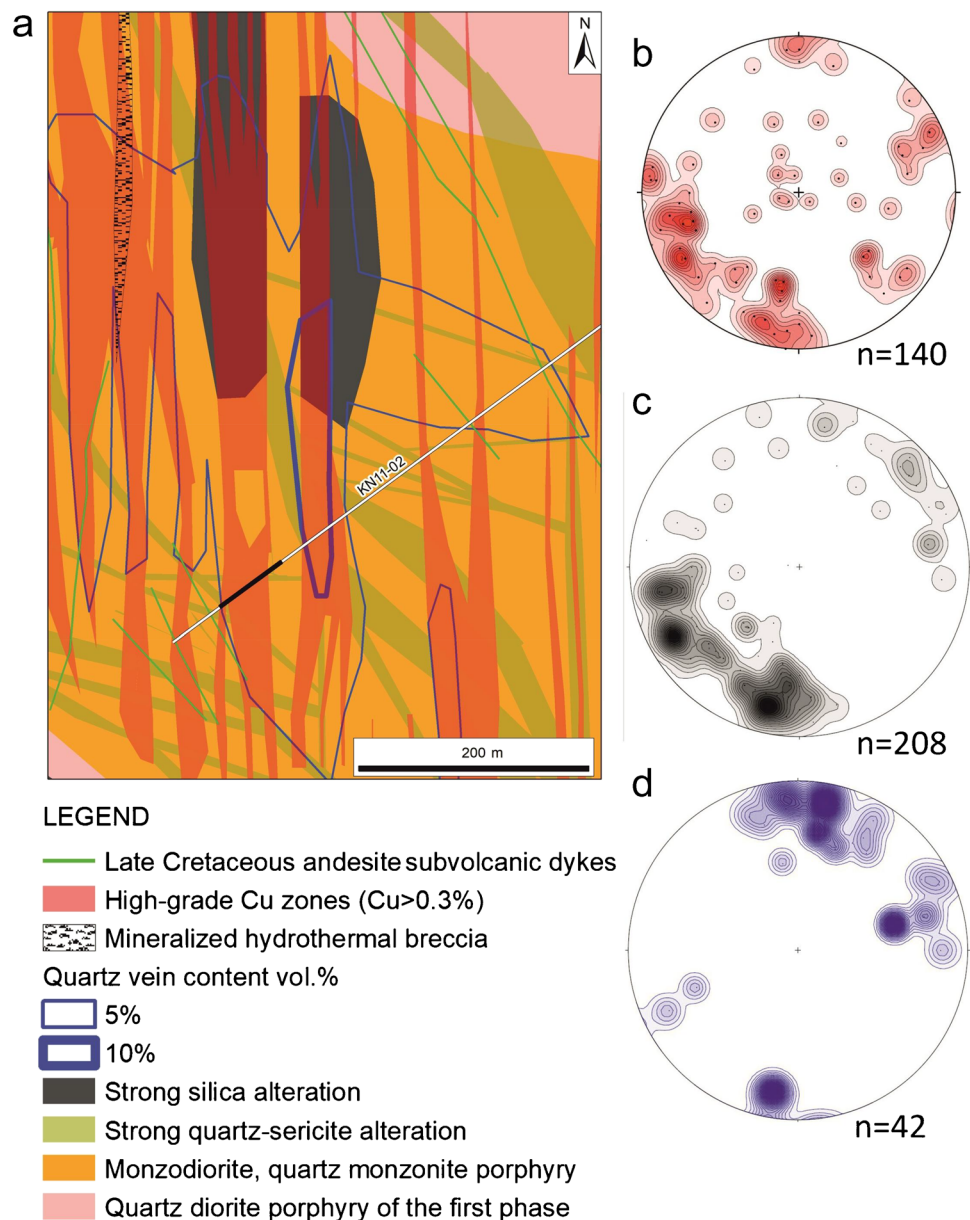 a
N
KN11-02
200 m
b
n=140
c
n=208
d
n=42
LEGEND
Late Cretaceous andesite subvolcanic dykes
High-grade Cu zones (Cu>0.3%)
Mineralized hydrothermal breccia
Quartz vein content vol.%
5%
10%
Strong silica alteration
Strong quartz-sericite alteration
Monzodiorite, quartz monzonite porphyry
Quartz diorite porphyry of the first phase